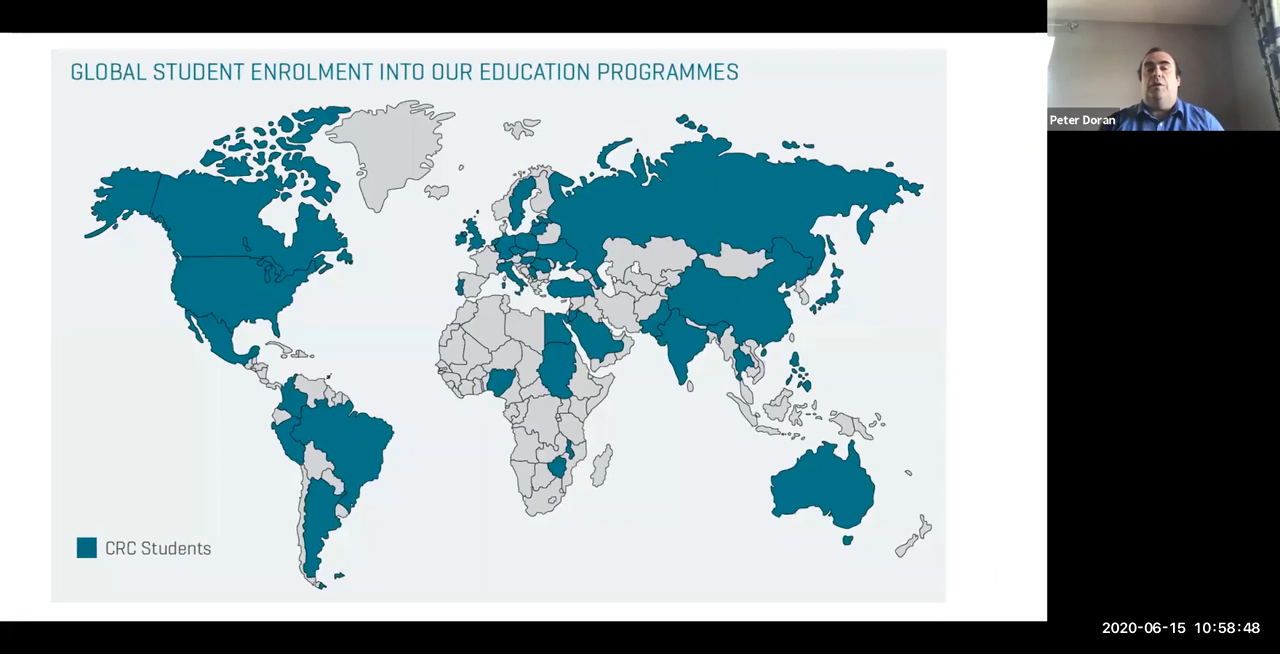 GLOBAL STUDENT ENROLMENT INTO OUR EDUCATION PROGRAMMES
Peter Doran
CRC Students
2020-06-15 10:58:48